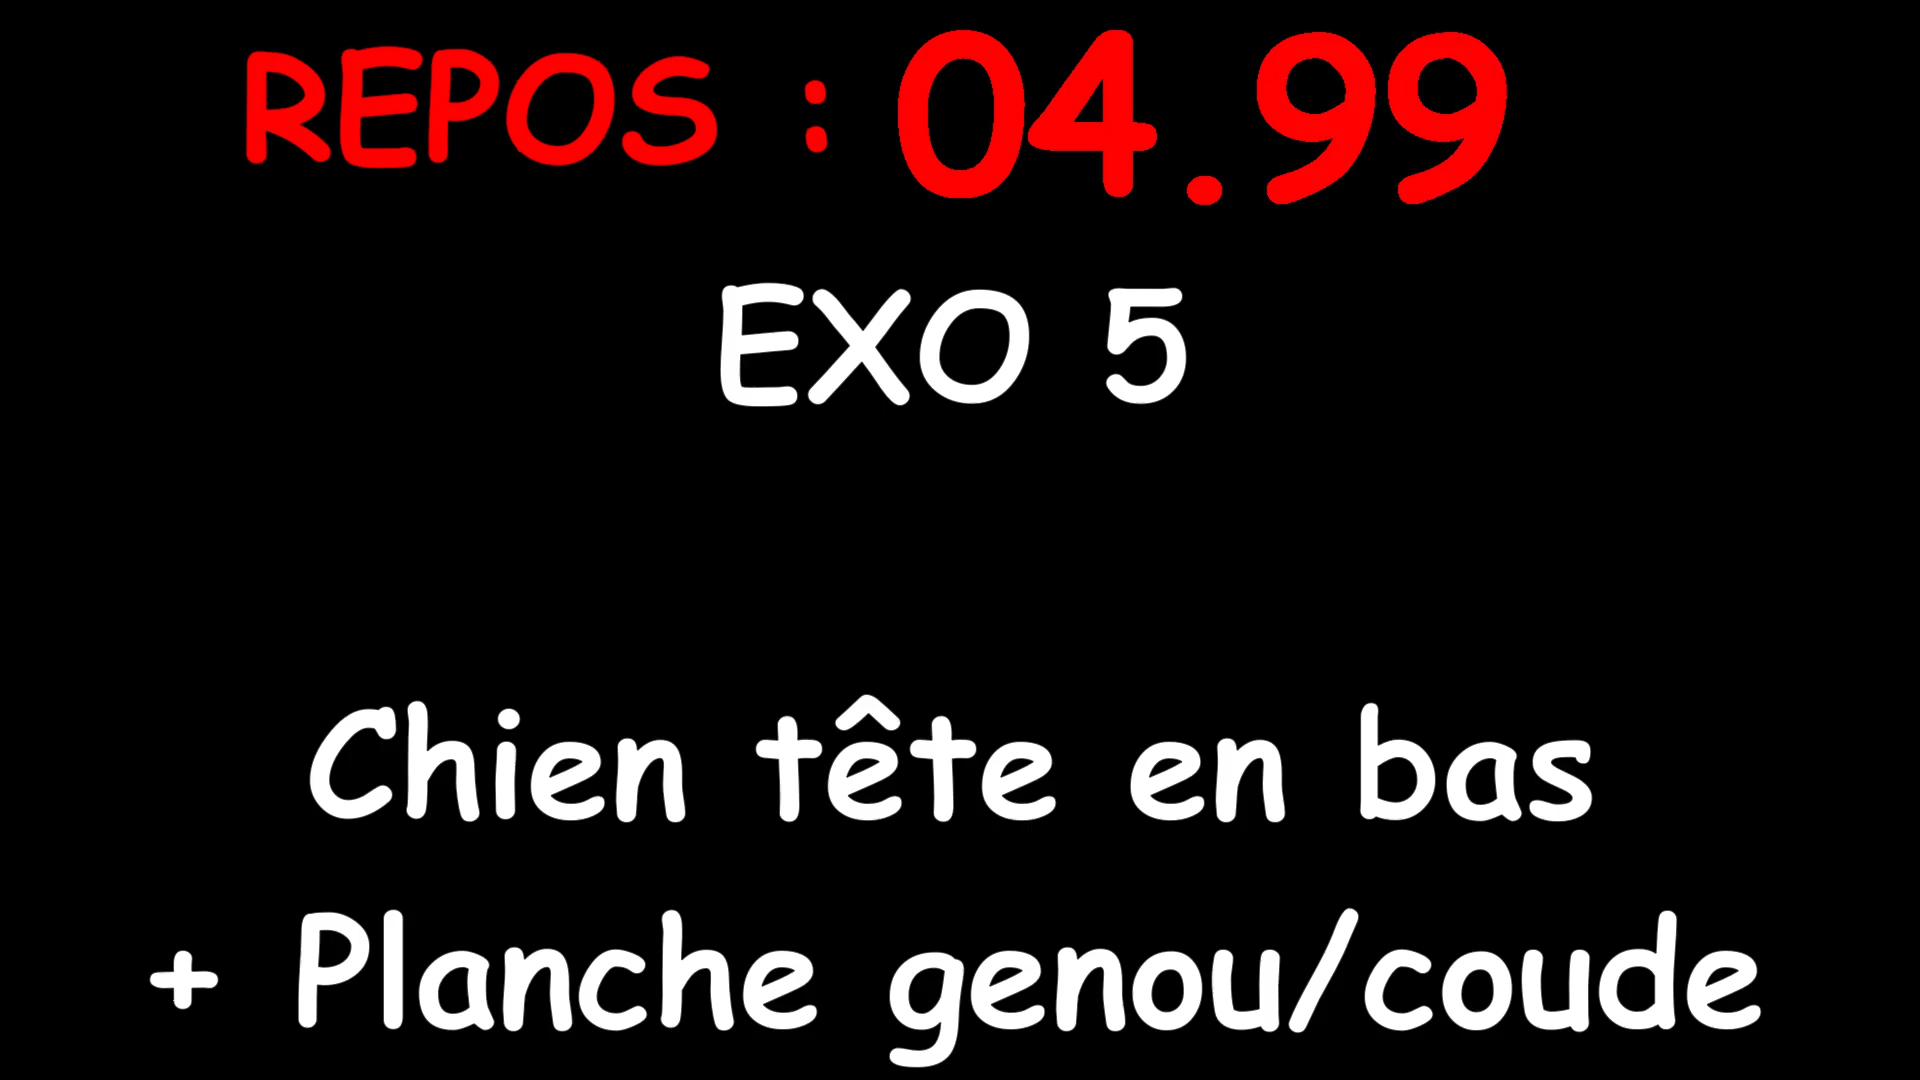 REPOS : 04.99
EXO 5
Chien tête en bas
+ Planche genou/coude